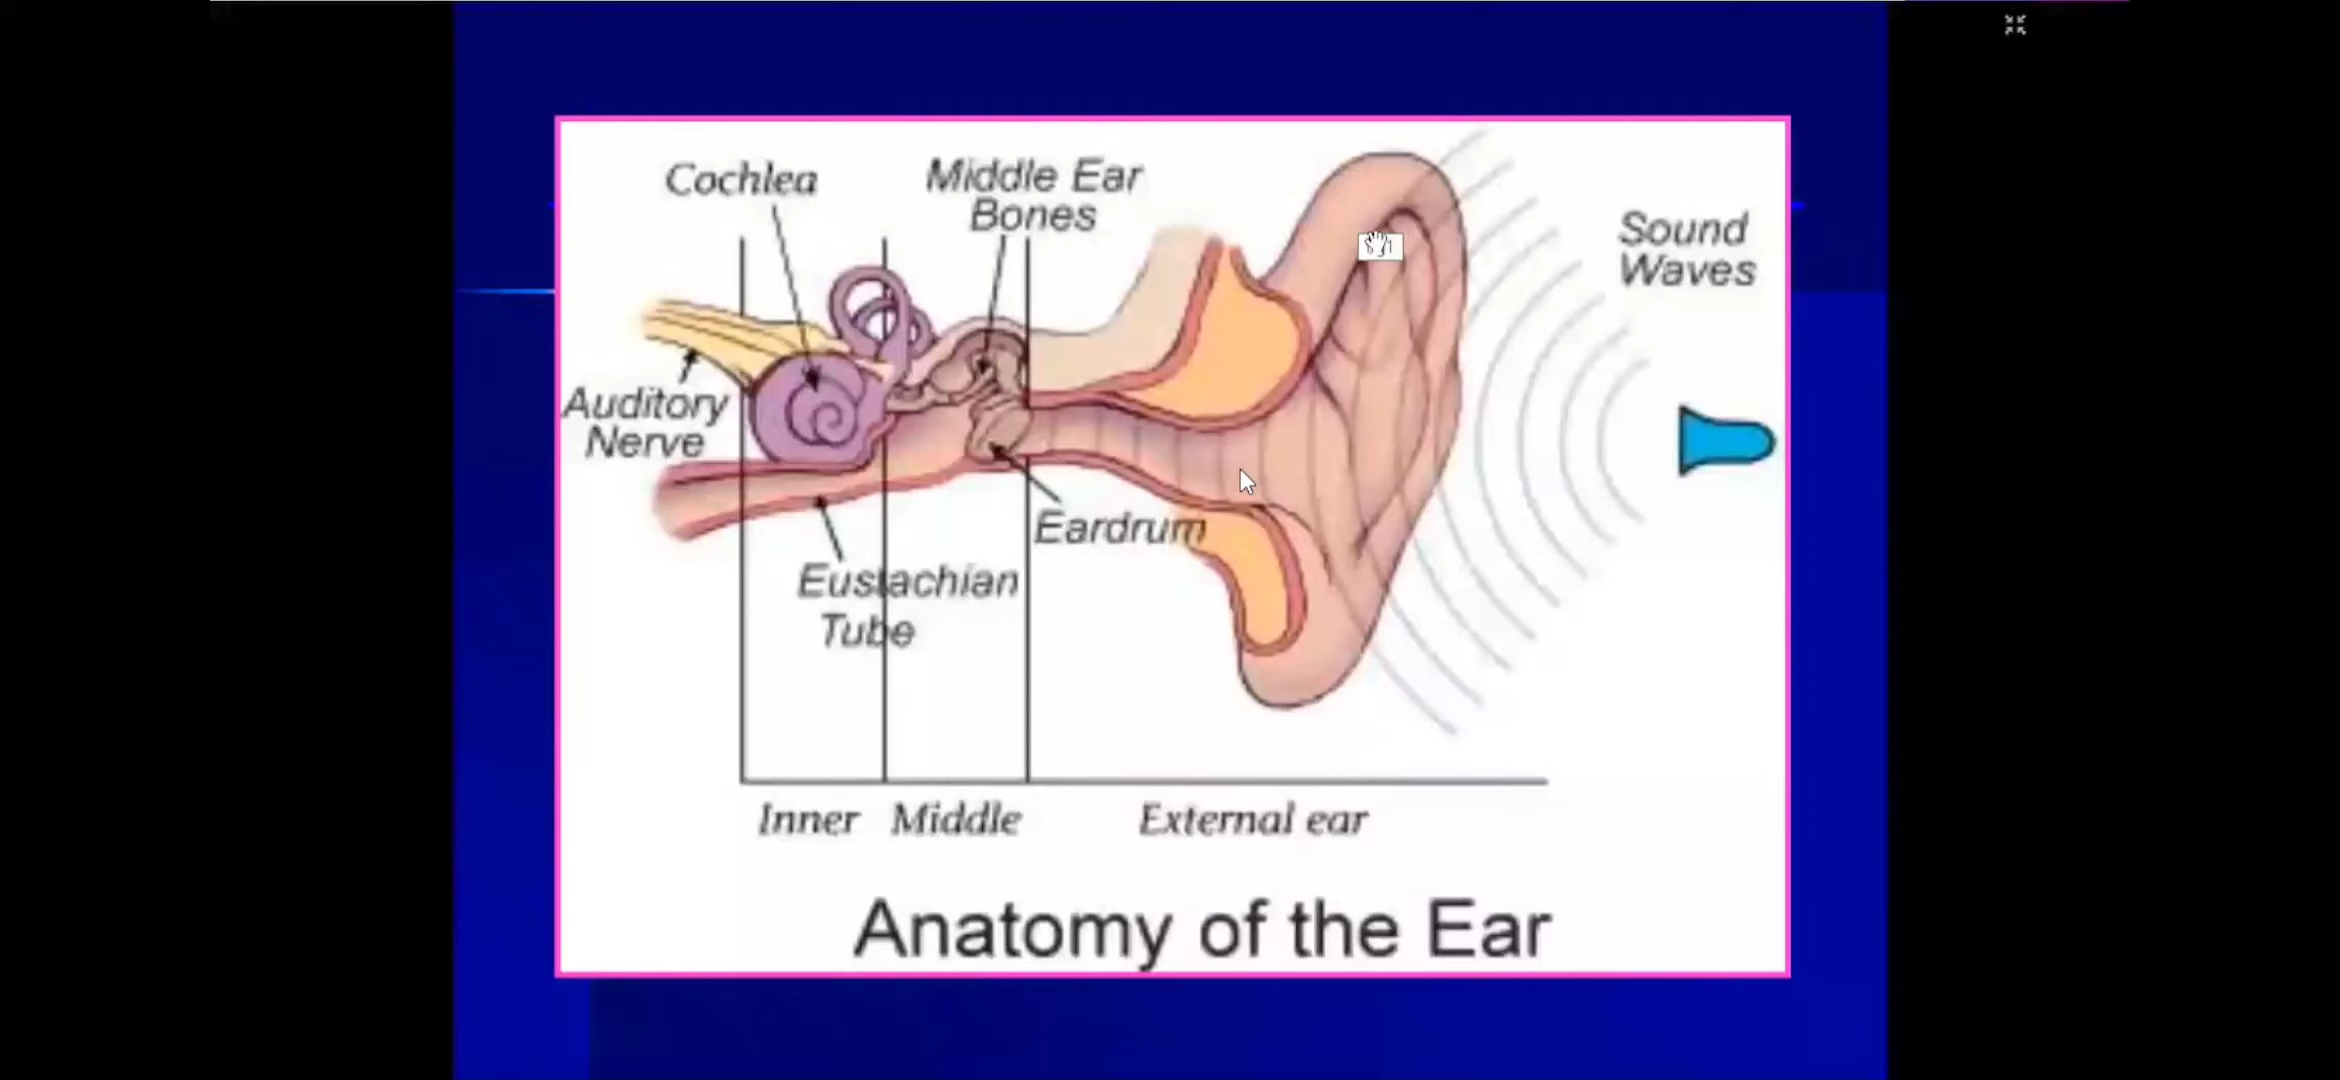 Cochlea
Middle Ear
Bones
Sound
Waves
Auditory
Nerve
Eardrum
Eustachian
Tube
Inner
Middle
External ear
Anatomy of the Ear